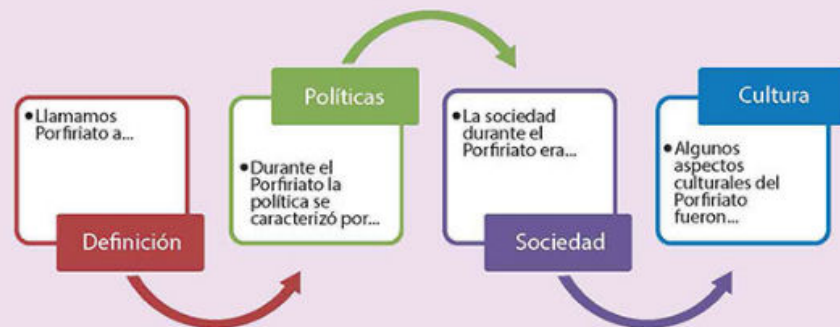 • Llamamos
Porfiriato a...
Definición
Políticas
• Durante el
Porfiriato la
política se
caracterizó por...
• La sociedad
durante el
Porfiriato era...
Sociedad
Cultura
• Algunos
aspectos
culturales del
Porfiriato
fueron...